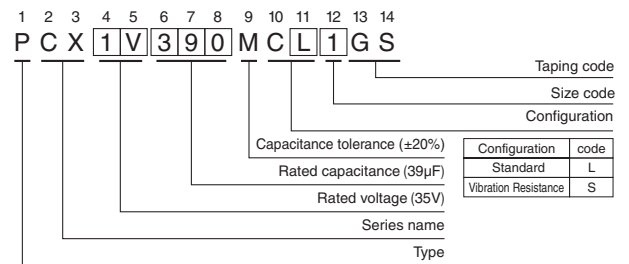 1 2 3 4 5 6 7 8 9 10 11 12 13 14
P C X 1 V 3 9 0 M C L 1 G S
Taping code
Size code
Configuration
Capacitance tolerance (±20%)
Rated capacitance (39μF)
Rated voltage (35V)
Series name
Type
Configuration code
Standard L
Vibration Resistance S